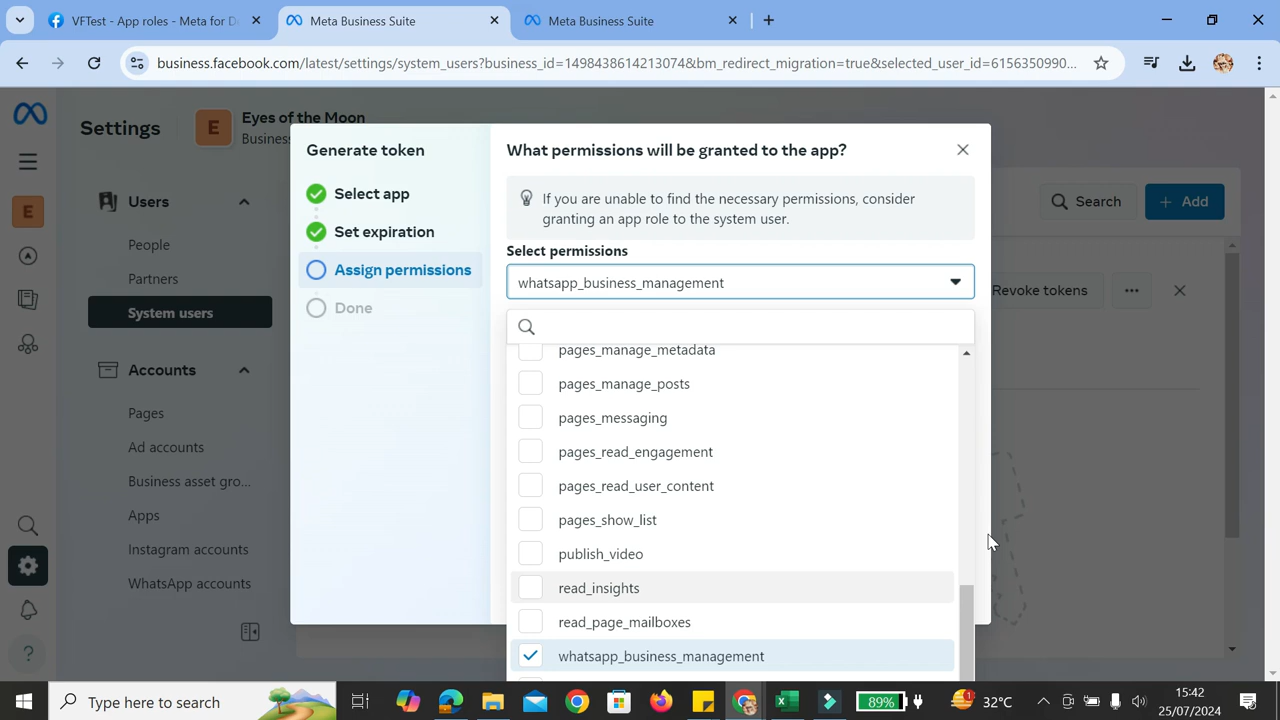 VFTest - App roles - Meta for D
Meta Business Suite
Meta Business Suite
business.facebook.com/latest/settings/system_users?business_id=1498438614213074&bm_redirect_migration=true&selected_user_id=6156350990...
Settings
E
Eyes of the Moon
Business
Users
People
Partners
System users
Accounts
Pages
Ad accounts
Business asset gro...
Apps
Instagram accounts
WhatsApp accounts
E
?
Search
+ Add
Revoke tokens
...
Generate token
Select app
Set expiration
Assign permissions
Done
What permissions will be granted to the app?
If you are unable to find the necessary permissions, consider
granting an app role to the system user.
Select permissions
whatsapp_business_management
pages_manage_metadata
pages_manage_posts
pages_messaging
pages_read_engagement
pages_read_user_content
pages_show_list
publish_video
read_insights
read_page_mailboxes
whatsapp_business_management
Type here to search
89%
1
32°C
15:42
25/07/2024